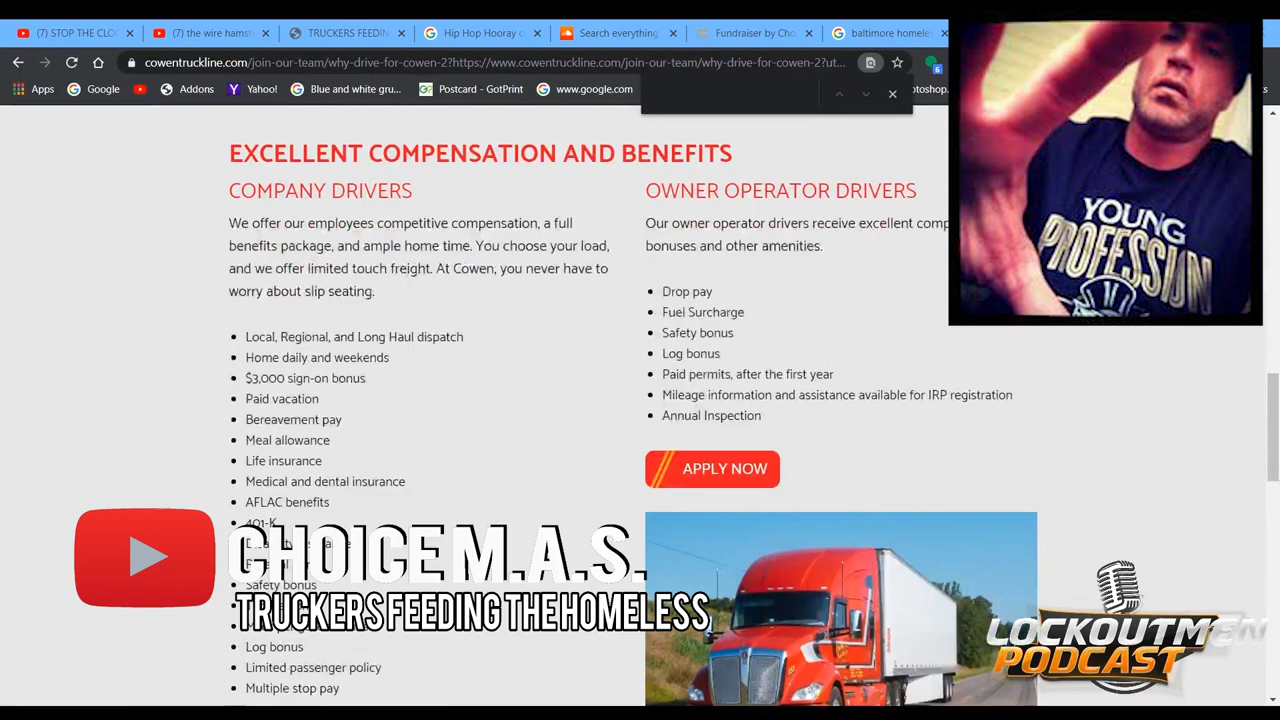 (7) STOP THE CLO
(7) the wire hamst
TRUCKERS FEEDIN
Hip Hop Hooray
Search everything
Fundraiser by Cho
baltimore homeles
cowentruckline.com/join-our-team/why-drive-for-cowen-2?https://www.cowentruckline.com/join-our-team/why-drive-for-cowen-2?ut...
6
Apps
Google
Addons
Yahoo!
Blue and white gru...
Postcard - GotPrint
www.google.com
otoshop.
YOUNG
PROFESSION
EXCELLENT COMPENSATION AND BENEFITS
COMPANY DRIVERS
We offer our employees competitive compensation, a full
benefits package, and ample home time. You choose your load,
and we offer limited touch freight. At Cowen, you never have to
worry about slip seating.
• Local, Regional, and Long Haul dispatch
• Home daily and weekends
• $3,000 sign-on bonus
• Paid vacation
• Bereavement pay
• Meal allowance
• Life insurance
• Medical and dental insurance
• AFLAC benefits
• 401-K
• Safety bonus
• Log bonus
• Limited passenger policy
• Multiple stop pay
OWNER OPERATOR DRIVERS
Our owner operator drivers receive excellent comp
bonuses and other amenities.
• Drop pay
• Fuel Surcharge
• Safety bonus
• Log bonus
• Paid permits, after the first year
• Mileage information and assistance available for IRP registration
• Annual Inspection
APPLY NOW
CHOICE M.A.S.
TRUCKERS FEEDING THE HOMELESS
LOCKOUTMEN
PODCAST